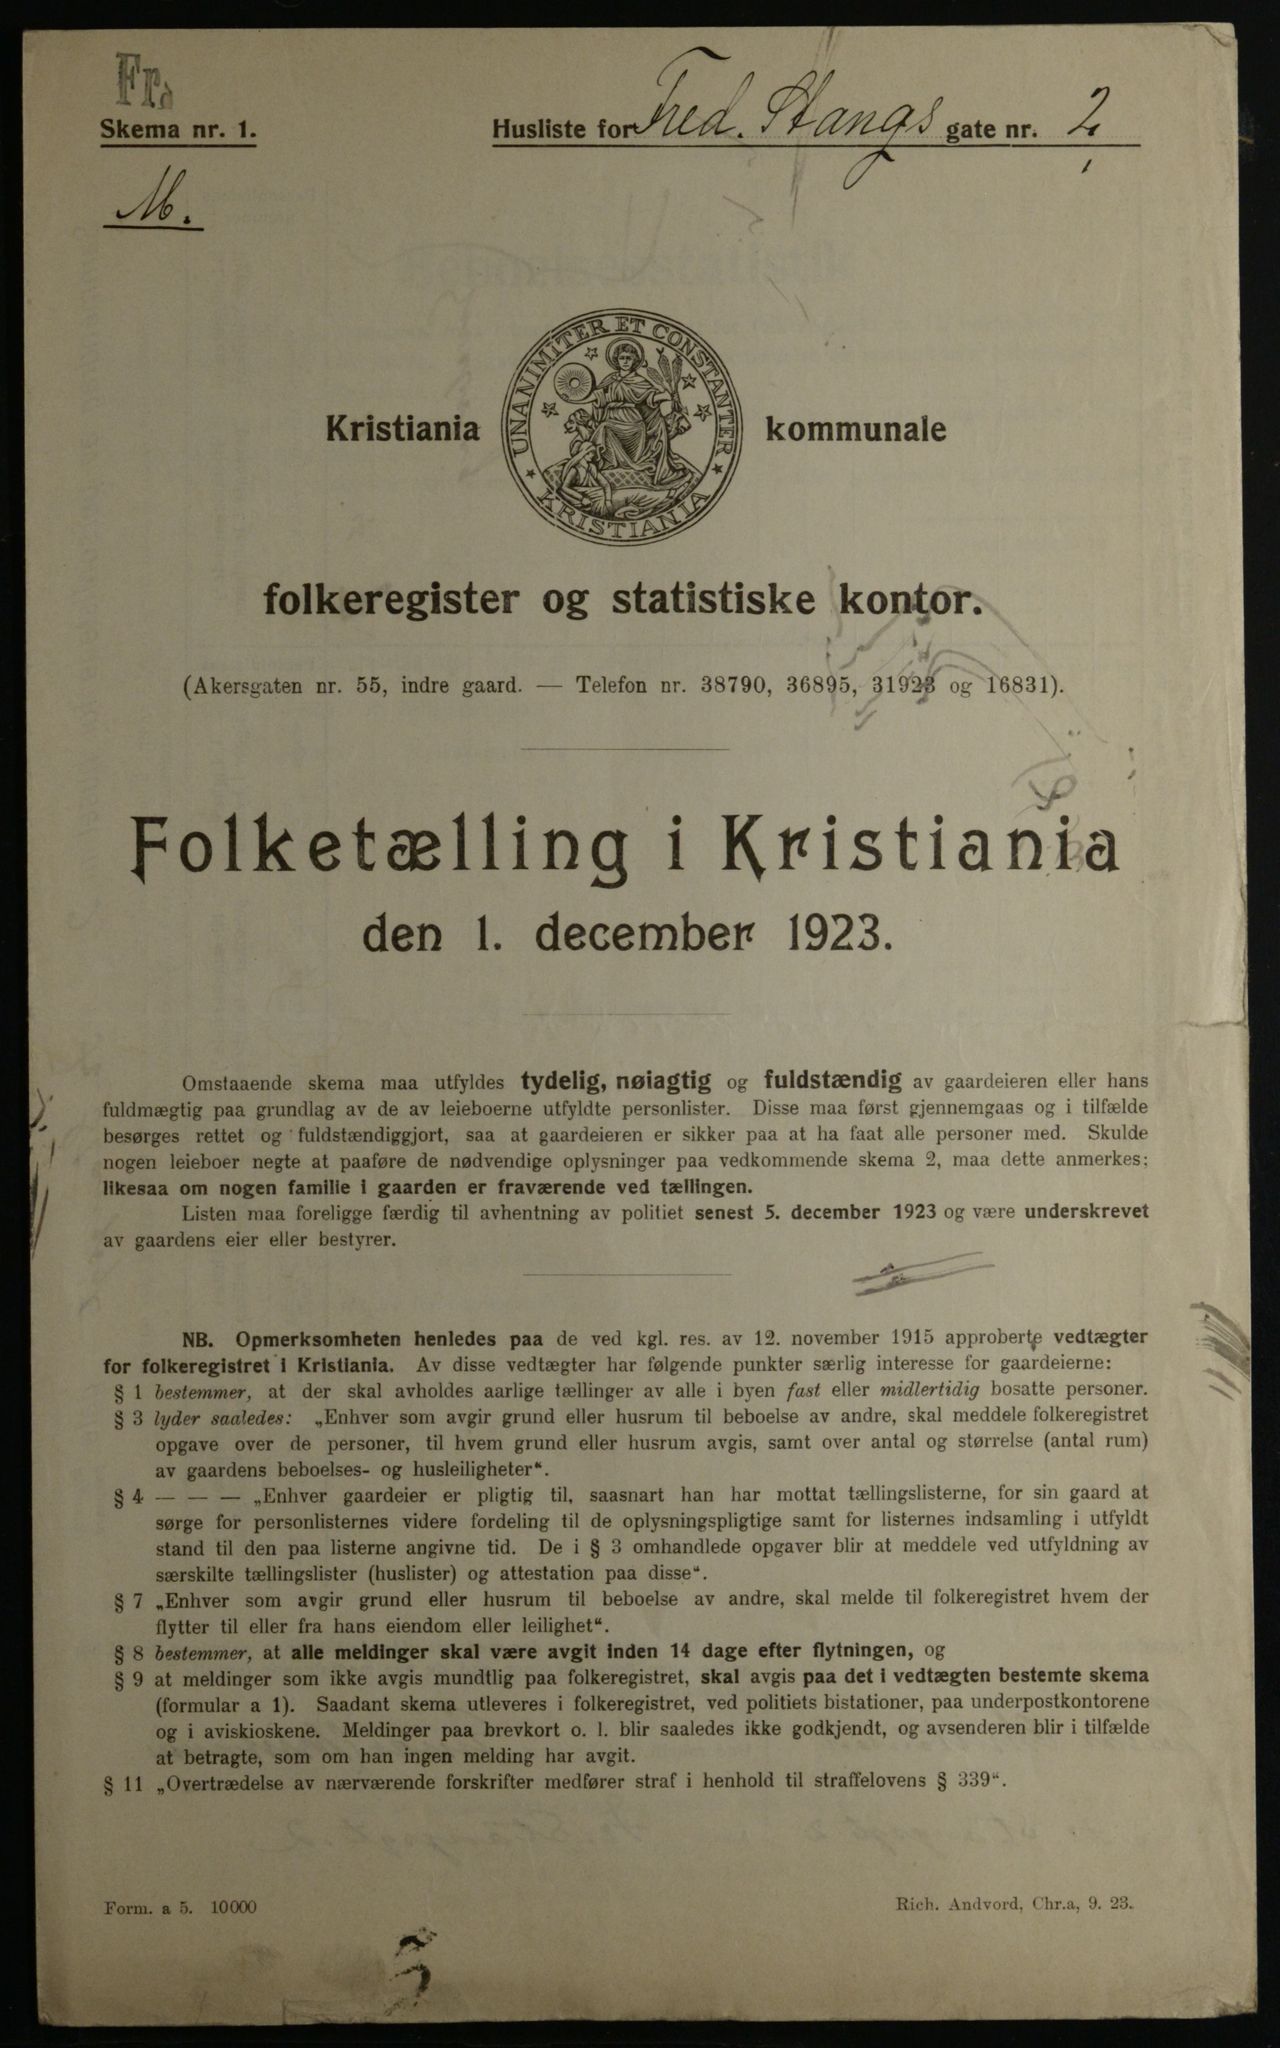 Fra
Skema nr. 1.
Husliste for Fred. Stangs gate nr. 2
M.
UNANIMITER ET CONSTANTER
KRISTIANIA
Kristiania kommunale
folkeregister og statistiske kontor.
(Akersgaten nr. 55, indre gaard. — Telefon nr. 38790, 36895, 31923 og 16831).
Folketælling i Kristiania
den 1. december 1923.
Omstaaende skema maa utfyldes tydelig, nøiagtig og fuldstændig av gaardeieren eller hans
fuldmægtig paa grundlag av de av leieboerne utfyldte personlister. Disse maa først gjennemgaas og i tilfælde
besørges rettet og fuldstændiggjort, saa at gaardeieren er sikker paa at ha faat alle personer med. Skulde
nogen leieboer negte at paaføre de nødvendige oplysninger paa vedkommende skema 2, maa dette anmerkes;
likesaa om nogen familie i gaarden er fraværende ved tællingen.
Listen maa foreligge færdig til avhentning av politiet senest 5. december 1923 og være underskrevet
av gaardens eier eller bestyrer.
NB. Opmerksomheten henledes paa de ved kgl. res. av 12. november 1915 approberte vedtægter
for folkeregistret i Kristiania. Av disse vedtægter har følgende punkter særlig interesse for gaardeierne:
§ 1 bestemmer, at der skal avholdes aarlige tællinger av alle i byen fast eller midlertidig bosatte personer.
§ 3 lyder saaledes: „Enhver som avgir grund eller husrum til beboelse av andre, skal meddele folkeregistret
opgave over de personer, til hvem grund eller husrum avgis, samt over antal og størrelse (antal rum)
av gaardens beboelses- og husleiligheter“.
§ 4 — — — „Enhver gaardeier er pligtig til, saasnart han har mottat tællingslisterne, for sin gaard at
sørge for personlisternes videre fordeling til de oplysningspligtige samt for listernes indsamling i utfyldt
stand til den paa listerne angivne tid. De i § 3 omhandlede opgaver blir at meddele ved utfyldning av
særskilte tællingslister (huslister) og attestation paa disse“.
§ 7 „Enhver som avgir grund eller husrum til beboelse av andre, skal melde til folkeregistret hvem der
flytter til eller fra hans eiendom eller leilighet“.
§ 8 bestemmer, at alle meldinger skal være avgit inden 14 dage efter flytningen, og
§ 9 at meldinger som ikke avgis mundtlig paa folkeregistret, skal avgis paa det i vedtægten bestemte skema
(formular a 1). Saadant skema utleveres i folkeregistret, ved politiets bistationer, paa underpostkontorene
og i aviskioskene. Meldinger paa brevkort o. l. blir saaledes ikke godkjendt, og avsenderen blir i tilfælde
at betragte, som om han ingen melding har avgit.
§ 11 „Overtrædelse av nærværende forskrifter medfører straf i henhold til straffelovens § 339“.
Form. a 5. 10000
Rich. Andvord, Chr.a, 9. 23.